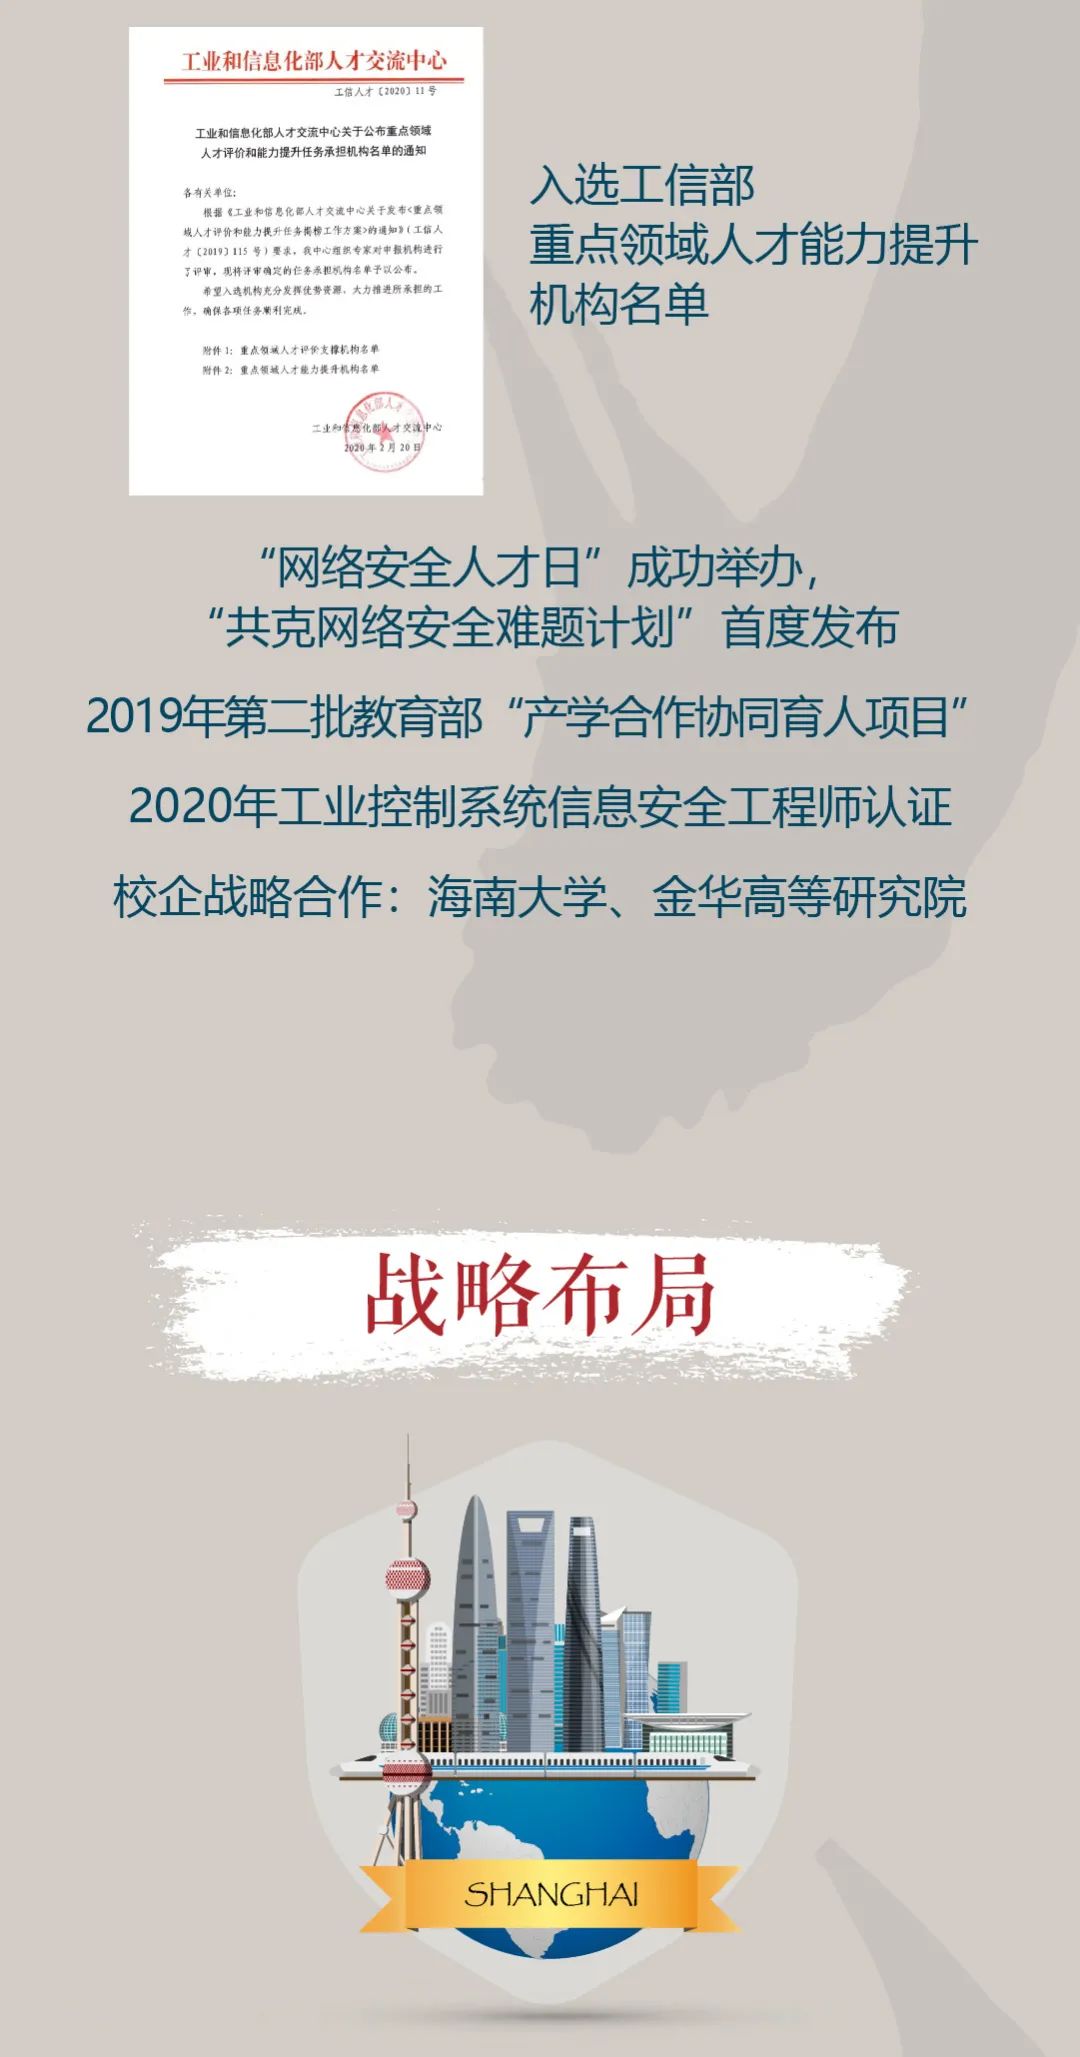 工业和信息化部人才交流中心
工信人才〔2020〕11号
工业和信息化部人才交流中心关于公布重点领域
人才评价和能力提升任务承担机构名单的通知
各有关单位：
根据《工业和信息化部人才交流中心关于发布<重点领
域人才评价和能力提升任务揭榜工作方案>的通知》（工信人
才〔2019〕115号）要求，我中心组织专家对申报机构进行
了评审，现将评审确定的任务承担机构名单予以公布。
希望入选机构充分发挥优势资源、大力推进所承担的工
作，确保各项任务顺利完成。
附件1：重点领域人才评价支撑机构名单
附件2：重点领域人才能力提升机构名单
工业和信息化部人才交流中心
2020年2月20日
入选工信部
重点领域人才能力提升
机构名单
“网络安全人才日”成功举办，
“共克网络安全难题计划”首度发布
2019年第二批教育部“产学合作协同育人项目”
2020年工业控制系统信息安全工程师认证
校企战略合作：海南大学、金华高等研究院
战略布局
SHANGHAI